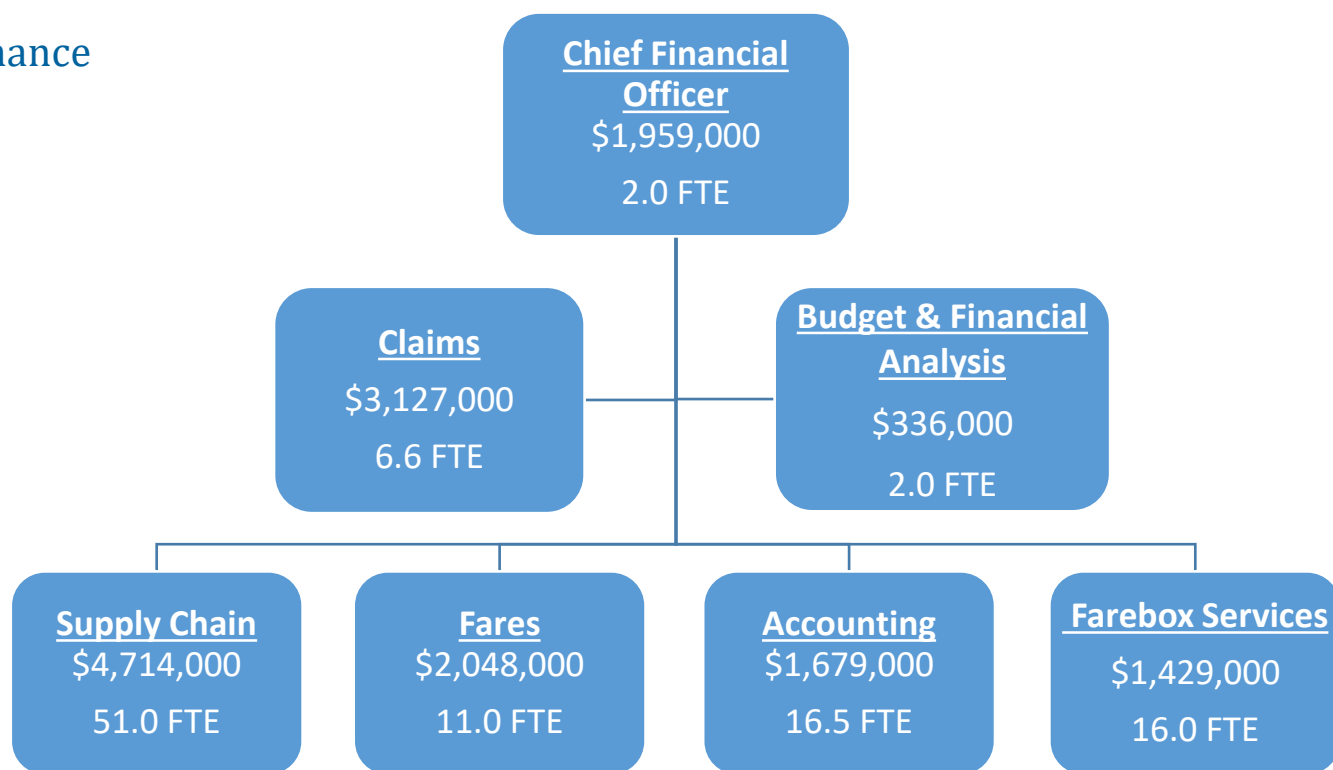 nance
Chief Financial
Officer
$1,959,000
2.0 FTE
Claims
$3,127,000
6.6 FTE
Budget & Financial
Analysis
$336,000
2.0 FTE
Supply Chain
$4,714,000
51.0 FTE
Fares
$2,048,000
11.0 FTE
Accounting
$1,679,000
16.5 FTE
Farebox Services
$1,429,000
16.0 FTE